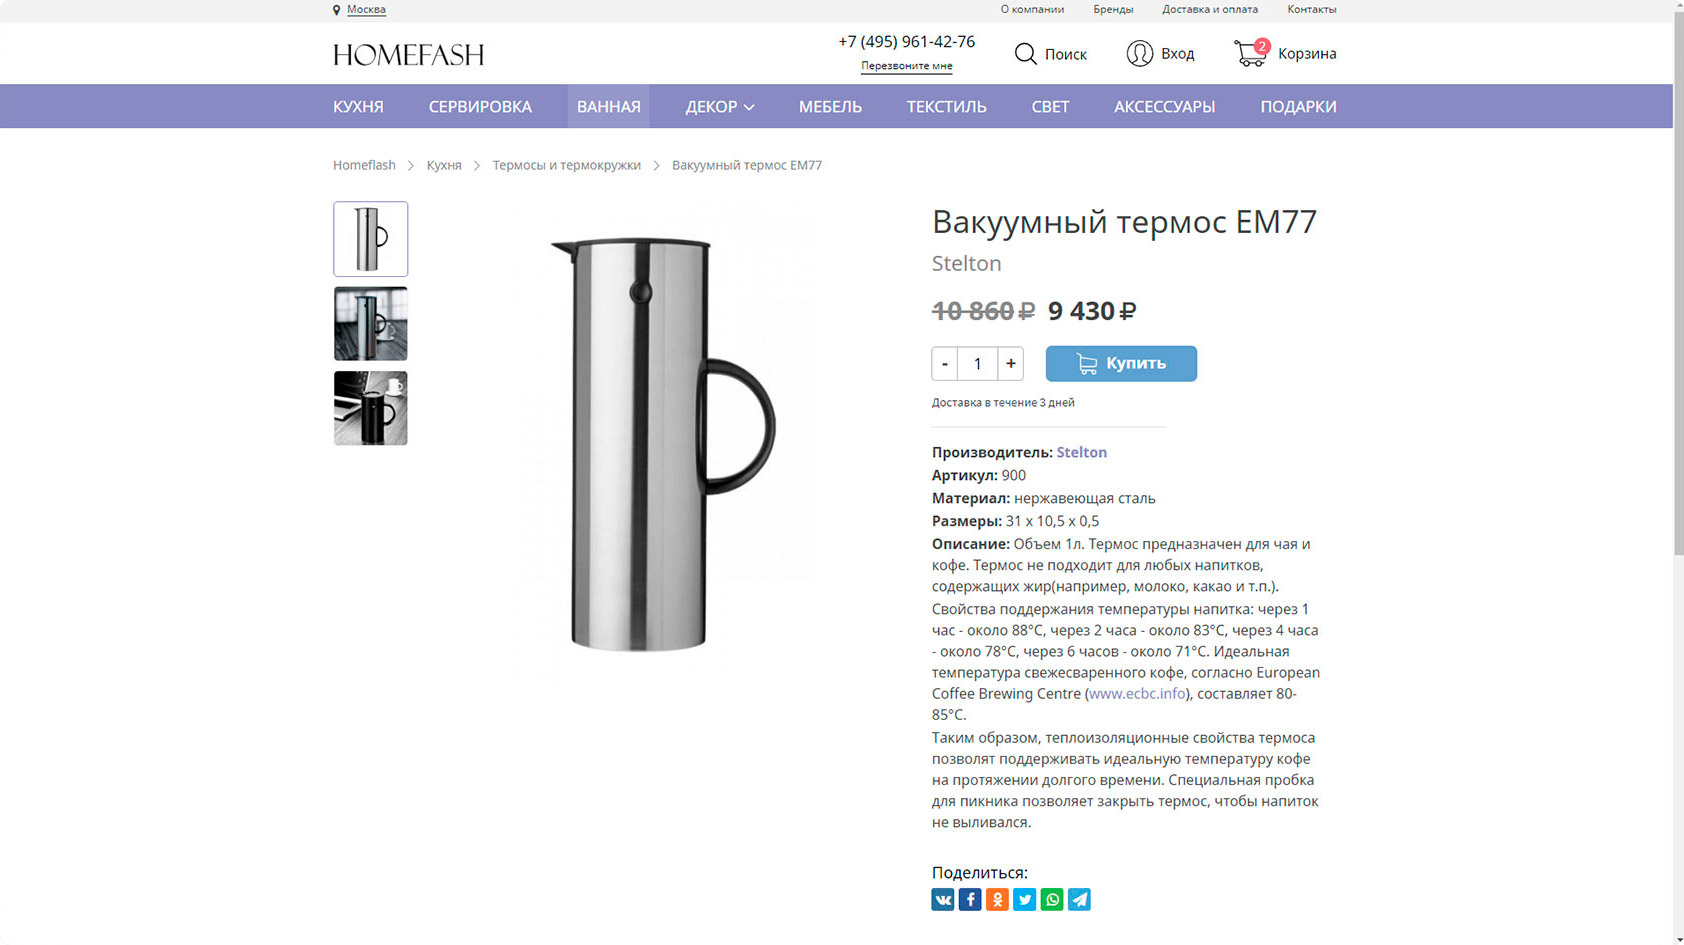 Москва
О компании Бренды Доставка и оплата Контакты
HOMEFASH
+7 (495) 961-42-76
Перезвоните мне
Поиск
Вход
2
Корзина
КУХНЯ СЕРВИРОВКА ВАННАЯ ДЕКОР МЕБЕЛЬ ТЕКСТИЛЬ СВЕТ АКСЕССУАРЫ ПОДАРКИ
Homeflash > Кухня > Термосы и термокружки > Вакуумный термос EM77
Вакуумный термос EM77
Stelton
10 860 ₽ 9 430 ₽
- 1 + Купить
Доставка в течение 3 дней
Производитель: Stelton
Артикул: 900
Материал: нержавеющая сталь
Размеры: 31 x 10,5 x 0,5
Описание: Объем 1л. Термос предназначен для чая и
кофе. Термос не подходит для любых напитков,
содержащих жир(например, молоко, какао и т.п.).
Свойства поддержания температуры напитка: через 1
час - около 88°C, через 2 часа - около 83°C, через 4 часа
- около 78°C, через 6 часов - около 71°C. Идеальная
температура свежесваренного кофе, согласно European
Coffee Brewing Centre (www.ecbc.info), составляет 80-
85°C.
Таким образом, теплоизоляционные свойства термоса
позволят поддерживать идеальную температуру кофе
на протяжении долгого времени. Специальная пробка
для пикника позволяет закрыть термос, чтобы напиток
не выливался.
Поделиться: